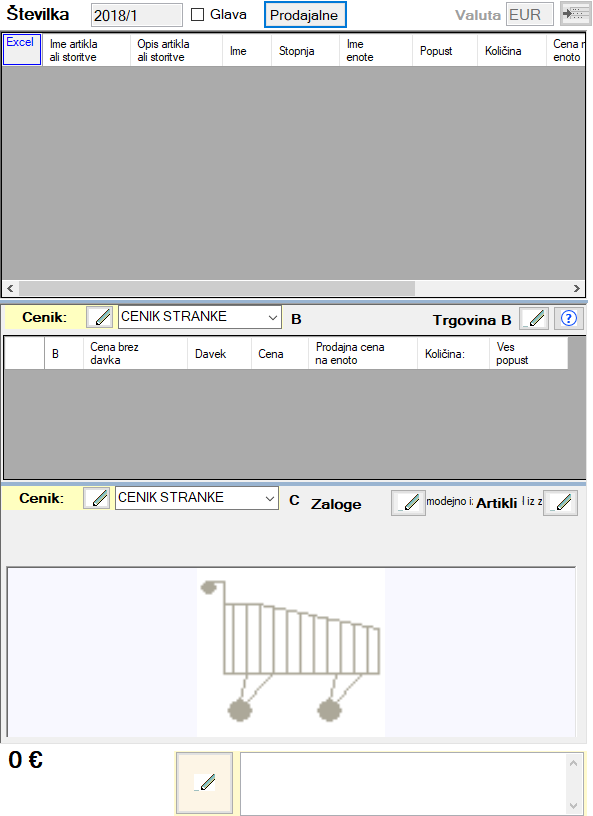 Številka 2018/1 Glava Prodajalne Valuta EUR
Excel Ime artikla Opis artikla Ime Stopnja Ime Popust Količina Cena n
ali storitve ali storitve enote enoto
Cenik: CENIK STRANKE B Trgovina B ?
B Cena brez Davek Cena Prodajna cena Količina: Ves
davka na enoto popust
Cenik: CENIK STRANKE C Zaloge modejno i: Artikli l iz z
0 €